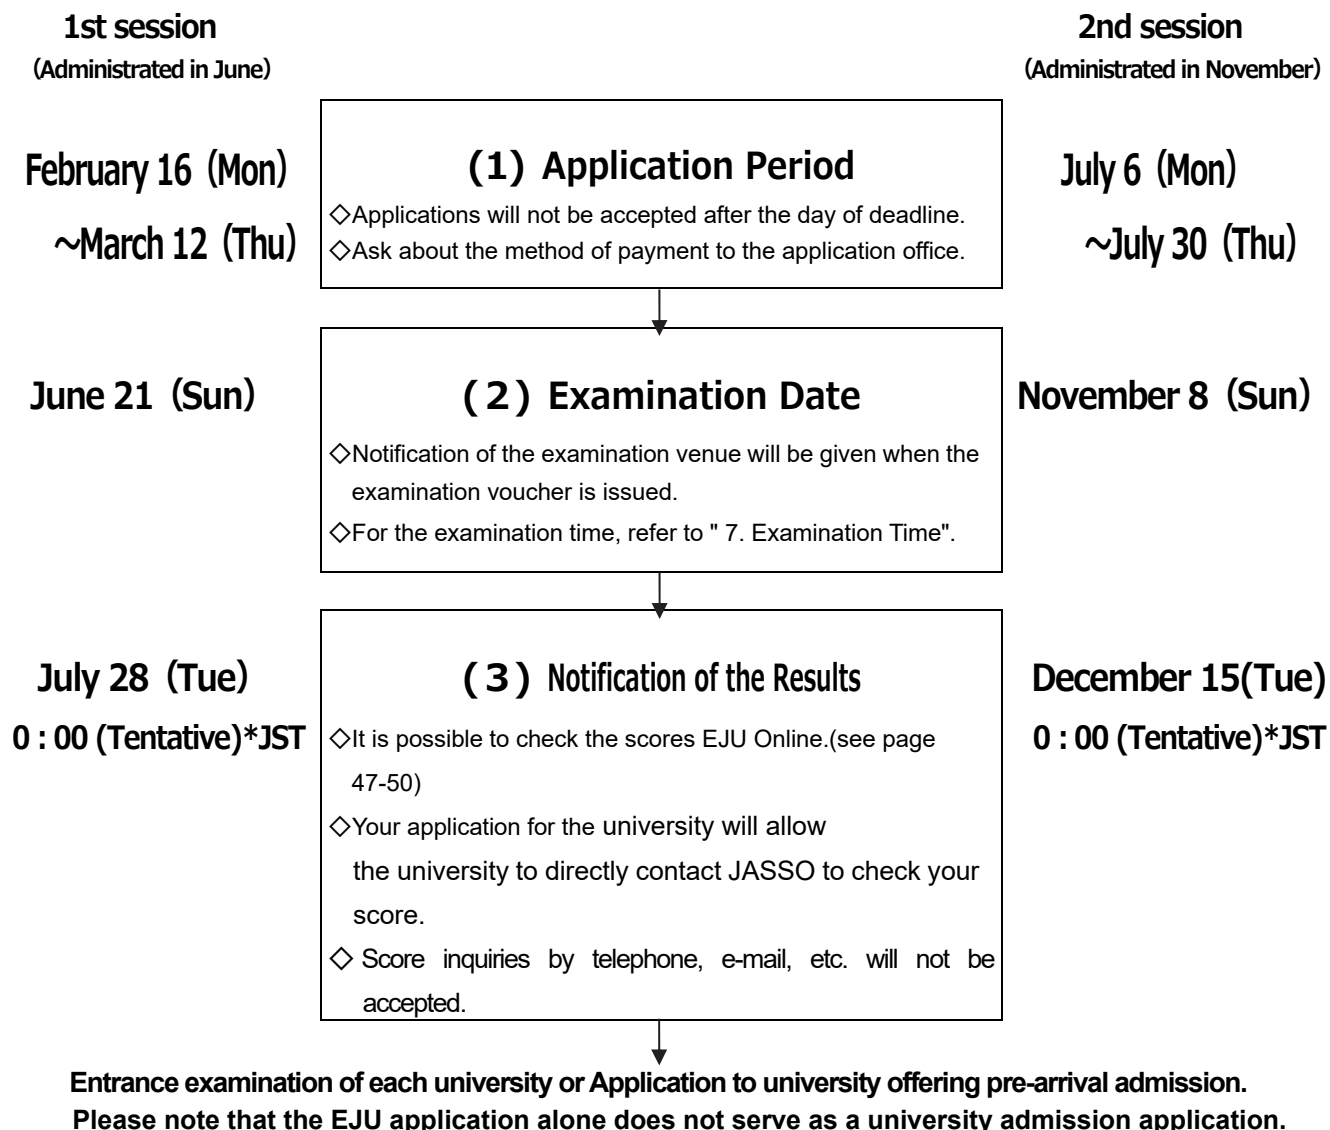 1st session
(Administrated in June)
2nd session
(Administrated in November)
February 16 (Mon)
~March 12 (Thu)
(1) Application Period
◇Applications will not be accepted after the day of deadline.
◇Ask about the method of payment to the application office.
July 6 (Mon)
~July 30 (Thu)
June 21 (Sun)
(2) Examination Date
◇Notification of the examination venue will be given when the
examination voucher is issued.
◇For the examination time, refer to " 7. Examination Time".
November 8 (Sun)
July 28 (Tue)
0 : 00 (Tentative)*JST
(3) Notification of the Results
◇It is possible to check the scores EJU Online.(see page
47-50)
◇Your application for the university will allow
the university to directly contact JASSO to check your
score.
◇ Score inquiries by telephone, e-mail, etc. will not be
accepted.
December 15(Tue)
0 : 00 (Tentative)*JST
Entrance examination of each university or Application to university offering pre-arrival admission.
Please note that the EJU application alone does not serve as a university admission application.